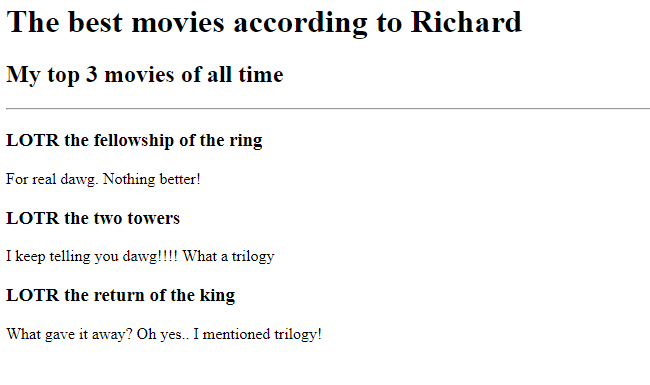 The best movies according to Richard
My top 3 movies of all time
LOTR the fellowship of the ring
For real dawg. Nothing better!
LOTR the two towers
I keep telling you dawg!!!! What a trilogy
LOTR the return of the king
What gave it away? Oh yes.. I mentioned trilogy!